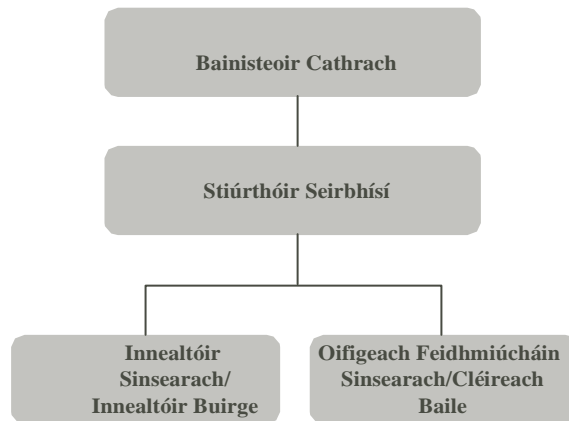 Bainisteoir Cathrach
Stiúrthóir Seirbhísí
Innealtóir
Sinsearach/
Innealtóir Buirge
Oifigeach Feidhmiúcháin
Sinsearach/Cléireach
Baile